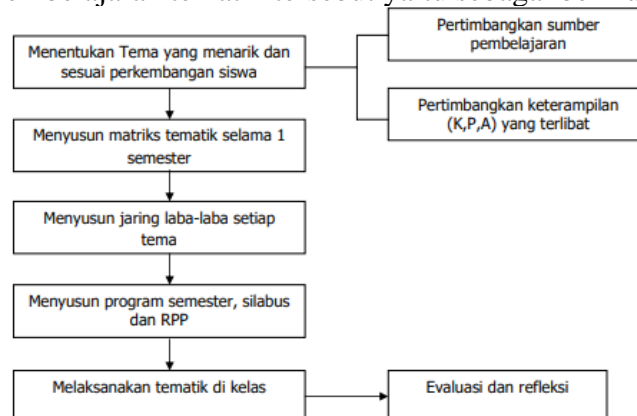 Menentukan Tema yang menarik dan
sesuai perkembangan siswa
Pertimbangkan sumber
pembelajaran
Pertimbangkan keterampilan
(K,P,A) yang terlibat
Menyusun matriks tematik selama 1
semester
Menyusun jaring laba-laba setiap
tema
Menyusun program semester, silabus
dan RPP
Melaksanakan tematik di kelas
Evaluasi dan refleksi